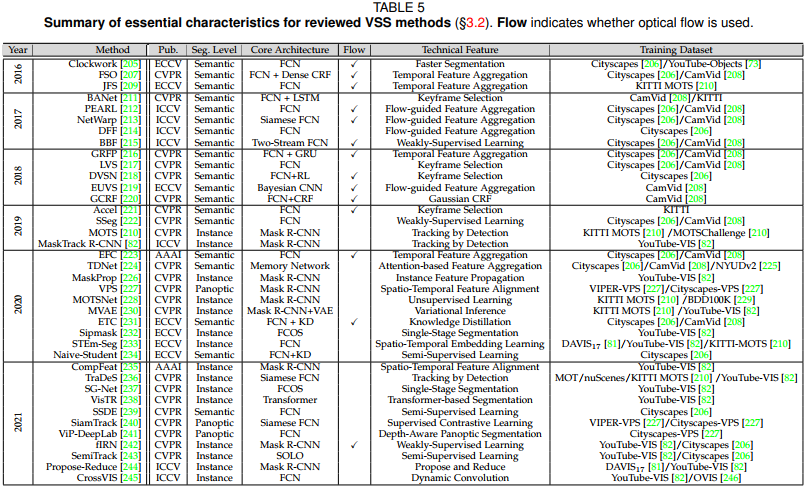 TABLE 5
Summary of essential characteristics for reviewed VSS methods (§3.2). Flow indicates whether optical flow is used.
Year Method Pub. Seg. Level Core Architecture Flow Technical Feature Training Dataset
2016
Clockwork [205] ECCV Semantic FCN ✓ Faster Segmentation Cityscapes [206]/YouTube-Objects [73]
FSO [207] CVPR Semantic FCN + Dense CRF ✓ Temporal Feature Aggregation Cityscapes [206]/CamVid [208]
JFS [209] ECCV Semantic FCN ✓ Temporal Feature Aggregation KITTI MOTS [210]
2017
BANet [211] CVPR Semantic FCN + LSTM Keyframe Selection CamVid [208]/KITTI
PEARL [212] ICCV Semantic FCN ✓ Flow-guided Feature Aggregation Cityscapes [206]/CamVid [208]
NetWarp [213] ICCV Semantic Siamese FCN ✓ Flow-guided Feature Aggregation Cityscapes [206]/CamVid [208]
DFF [214] ICCV Semantic FCN ✓ Flow-guided Feature Aggregation Cityscapes [206]
BBF [215] ICCV Semantic Two-Stream FCN ✓ Weakly-Supervised Learning Cityscapes [206]/CamVid [208]
2018
GRFP [216] CVPR Semantic FCN + GRU ✓ Temporal Feature Aggregation Cityscapes [206]/CamVid [208]
LVS [217] CVPR Semantic FCN Keyframe Selection Cityscapes [206]/CamVid [208]
DVSN [218] CVPR Semantic FCN+RL ✓ Keyframe Selection Cityscapes [206]
EUVS [219] ECCV Semantic Bayesian CNN ✓ Flow-guided Feature Aggregation CamVid [208]
GCRF [220] CVPR Semantic FCN+CRF ✓ Gaussian CRF CamVid [208]
2019
Accel [221] CVPR Semantic FCN ✓ Keyframe Selection KITTI
SSeg [222] CVPR Semantic FCN Weakly-Supervised Learning Cityscapes [206]/CamVid [208]
MOTS [210] CVPR Instance Mask R-CNN Tracking by Detection KITTI MOTS [210] /MOTSChallenge [210]
MaskTrack R-CNN [82] ICCV Instance Mask R-CNN Tracking by Detection YouTube-VIS [82]
2020
EFC [223] AAAI Semantic FCN ✓ Temporal Feature Aggregation Cityscapes [206]/CamVid [208]
TDNet [224] CVPR Semantic Memory Network Attention-based Feature Aggregation Cityscapes [206]/CamVid [208]/NYUDv2 [225]
MaskProp [226] CVPR Instance Mask R-CNN Instance Feature Propagation YouTube-VIS [82]
VPS [227] CVPR Panoptic Mask R-CNN Spatio-Temporal Feature Alignment VIPER-VPS [227]/Cityscapes-VPS [227]
MOTSNet [228] CVPR Instance Mask R-CNN Unsupervised Learning KITTI MOTS [210] /BDD100K [229]
MVAE [230] CVPR Instance Mask R-CNN+VAE Variational Inference KITTI MOTS [210] /YouTube-VIS [82]
ETC [231] ECCV Semantic FCN + KD ✓ Knowledge Distillation Cityscapes [206]/CamVid [208]
Sipmask [232] ECCV Instance FCOS Single-Stage Segmentation YouTube-VIS [82]
STEm-Seg [233] ECCV Instance FCN Spatio-Temporal Embedding Learning DAVIS17 [81]/YouTube-VIS [82]/KITTI-MOTS [210]
Naive-Student [234] ECCV Semantic FCN+KD Semi-Supervised Learning Cityscapes [206]
2021
CompFeat [235] AAAI Instance Mask R-CNN Spatio-Temporal Feature Alignment YouTube-VIS [82]
TraDeS [236] CVPR Instance Siamese FCN Tracking by Detection MOT/nuScenes/KITTI MOTS [210] /YouTube-VIS [82]
SG-Net [237] CVPR Instance FCOS Single-Stage Segmentation YouTube-VIS [82]
VisTR [238] CVPR Instance Transformer Transformer-based Segmentation YouTube-VIS [82]
SSDE [239] CVPR Semantic FCN Semi-Supervised Learning Cityscapes [206]
SiamTrack [240] CVPR Panoptic Siamese FCN Supervised Contrastive Learning VIPER-VPS [227]/Cityscapes-VPS [227]
ViP-DeepLab [241] CVPR Panoptic FCN Depth-Aware Panoptic Segmentation Cityscapes-VPS [227]
fIRN [242] CVPR Instance Mask R-CNN ✓ Weakly-Supervised Learning YouTube-VIS [82]/Cityscapes [206]
SemiTrack [243] CVPR Instance SOLO Semi-Supervised Learning YouTube-VIS [82]/Cityscapes [206]
Propose-Reduce [244] ICCV Instance Mask R-CNN Propose and Reduce DAVIS17 [81]/YouTube-VIS [82]
CrossVIS [245] ICCV Instance FCN Dynamic Convolution YouTube-VIS [82]/OVIS [246]